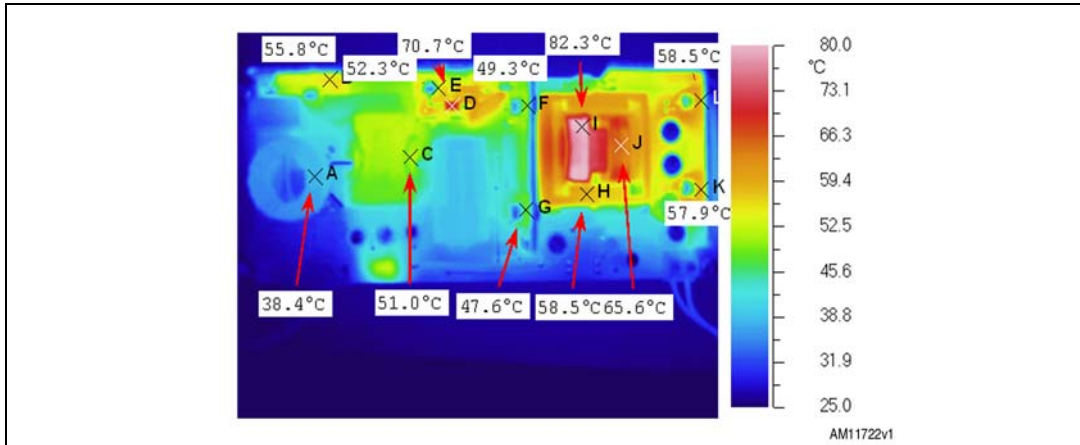 55.8°C
70.7°C
82.3°C
58.5°C
52.3°C
49.3°C
E
D
F
L
I
J
C
A
H
K
G
57.9°C
38.4°C
51.0°C
47.6°C
58.5°C
65.6°C
80.0
°C
73.1
66.3
59.4
52.5
45.6
38.8
31.9
25.0
AM11722v1